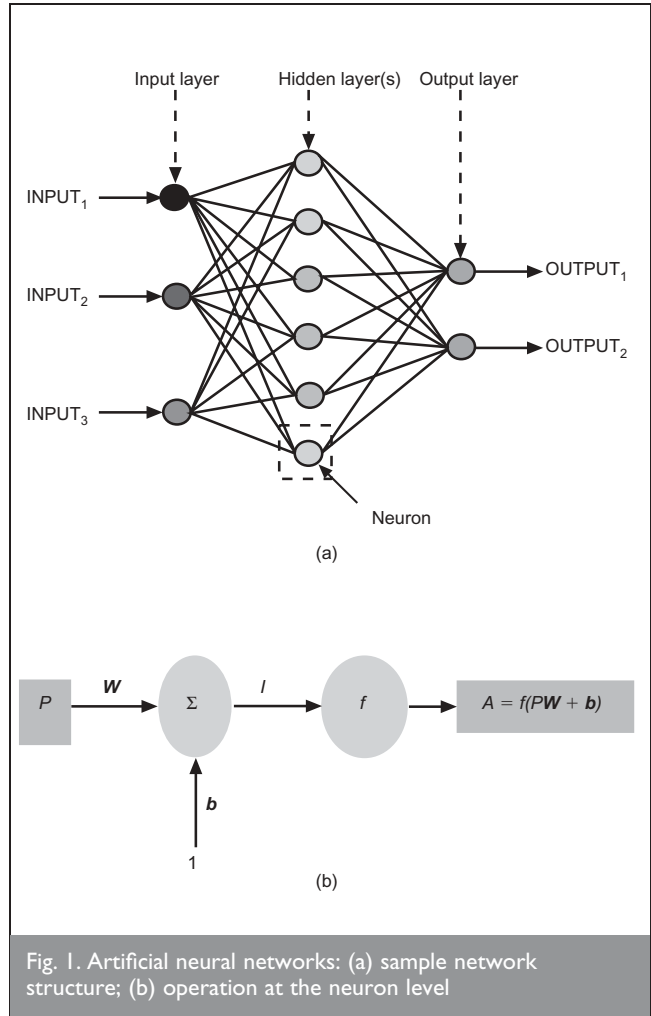 Input layer Hidden layer(s) Output layer
INPUT₁
OUTPUT₁
INPUT₂
OUTPUT₂
INPUT₃
Neuron
(a)
P W Σ I f A = f(PW + b)
b
1
(b)
Fig. 1. Artificial neural networks: (a) sample network
structure; (b) operation at the neuron level